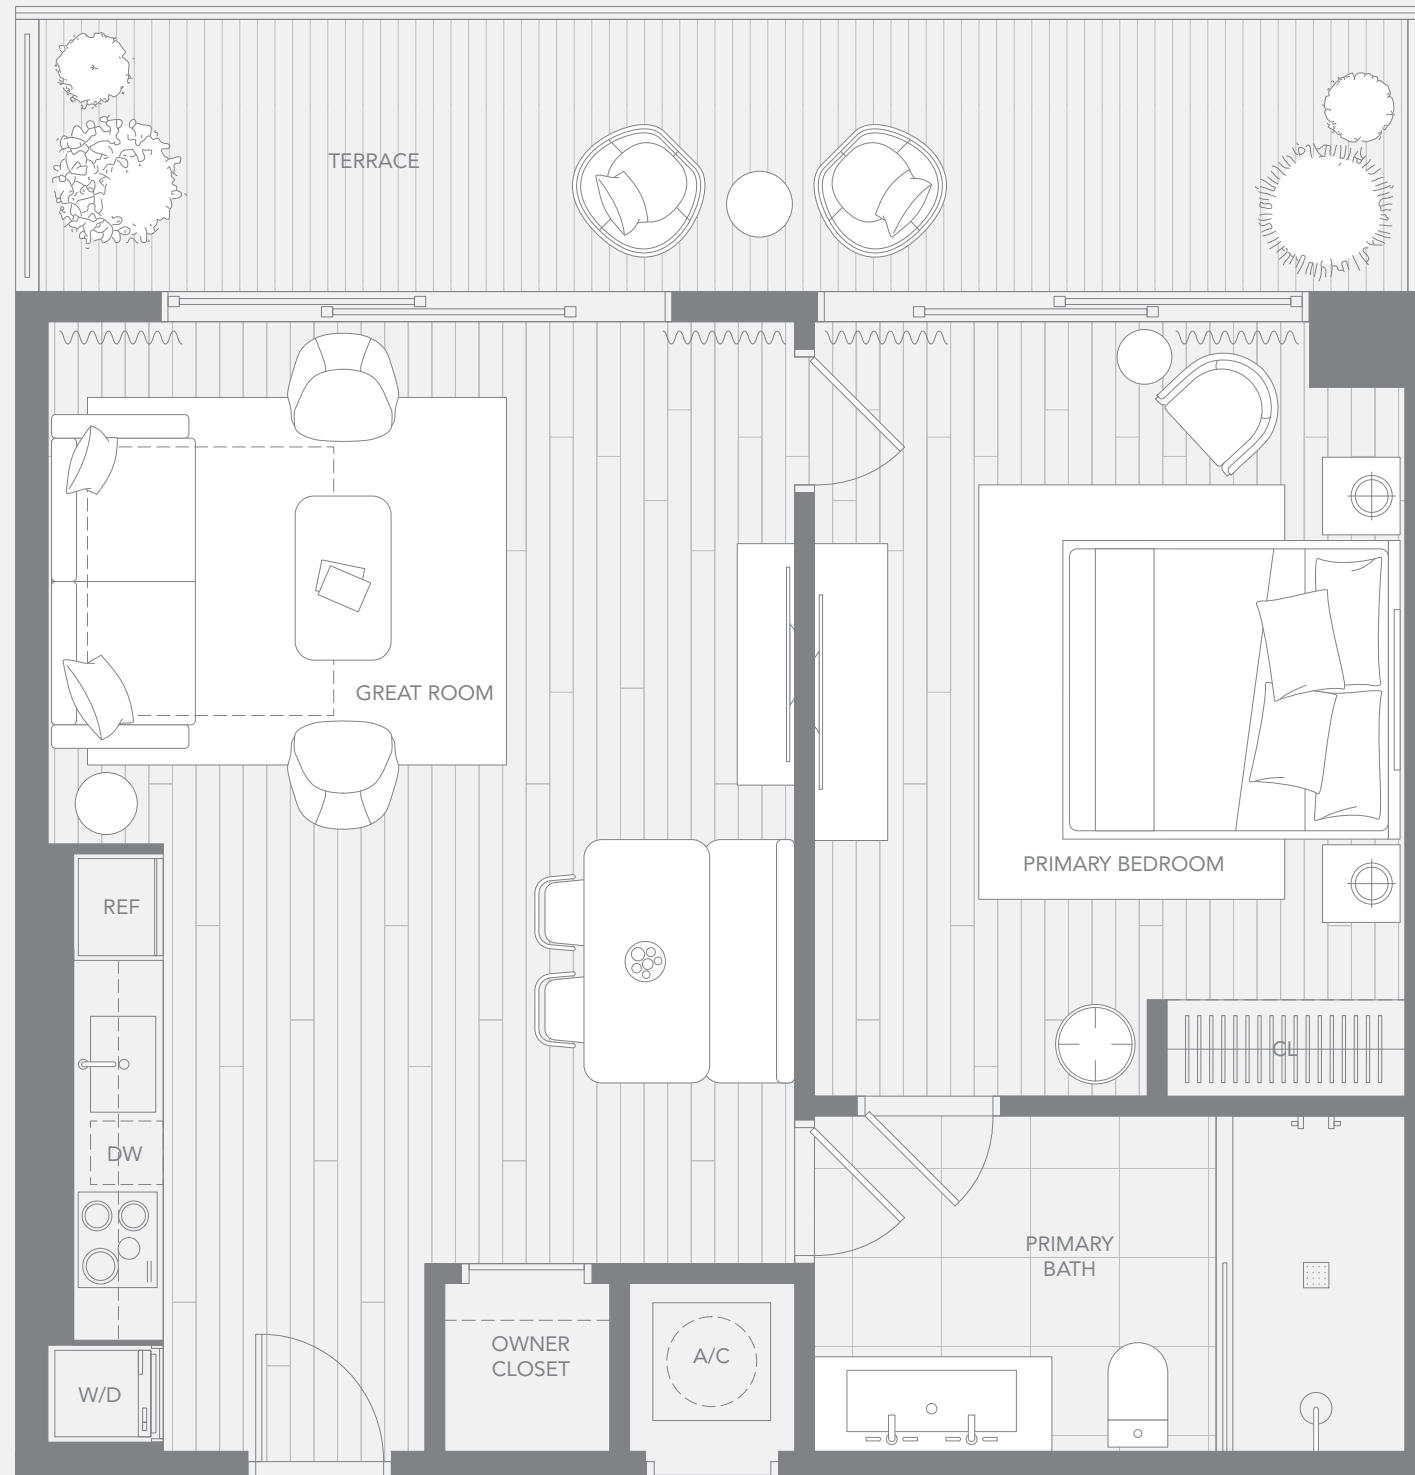 TERRACE
GREAT ROOM
PRIMARY BEDROOM
REF
CL
DW
PRIMARY
BATH
OWNER
CLOSET
A/C
W/D